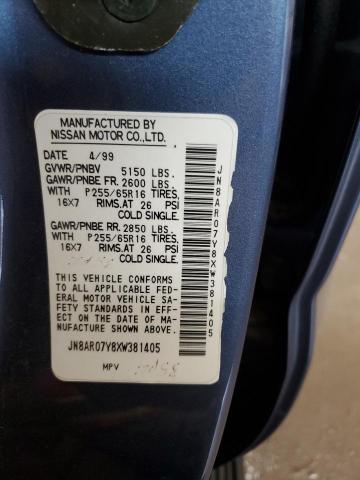 MANUFACTURED BY
NISSAN MOTOR CO.,LTD.
DATE 4/99
GVWR/PNBV 5150 LBS.
GAWR/PNBE FR. 2600 LBS.
WITH P255/65R16 TIRES,
16X7 RIMS,AT 26 PSI
COLD SINGLE.
GAWR/PNBE RR. 2850 LBS.
WITH P255/65R16 TIRES,
16X7 RIMS,AT 26 PSI
COLD SINGLE.
THIS VEHICLE CONFORMS
TO ALL APPLICABLE FED-
ERAL MOTOR VEHICLE SA-
FETY STANDARDS IN EFF-
ECT ON THE DATE OF MA-
NUFACTURE SHOWN ABOVE.
JN8AR07Y8XW381405
MPV
JN8AR07Y8XW381405